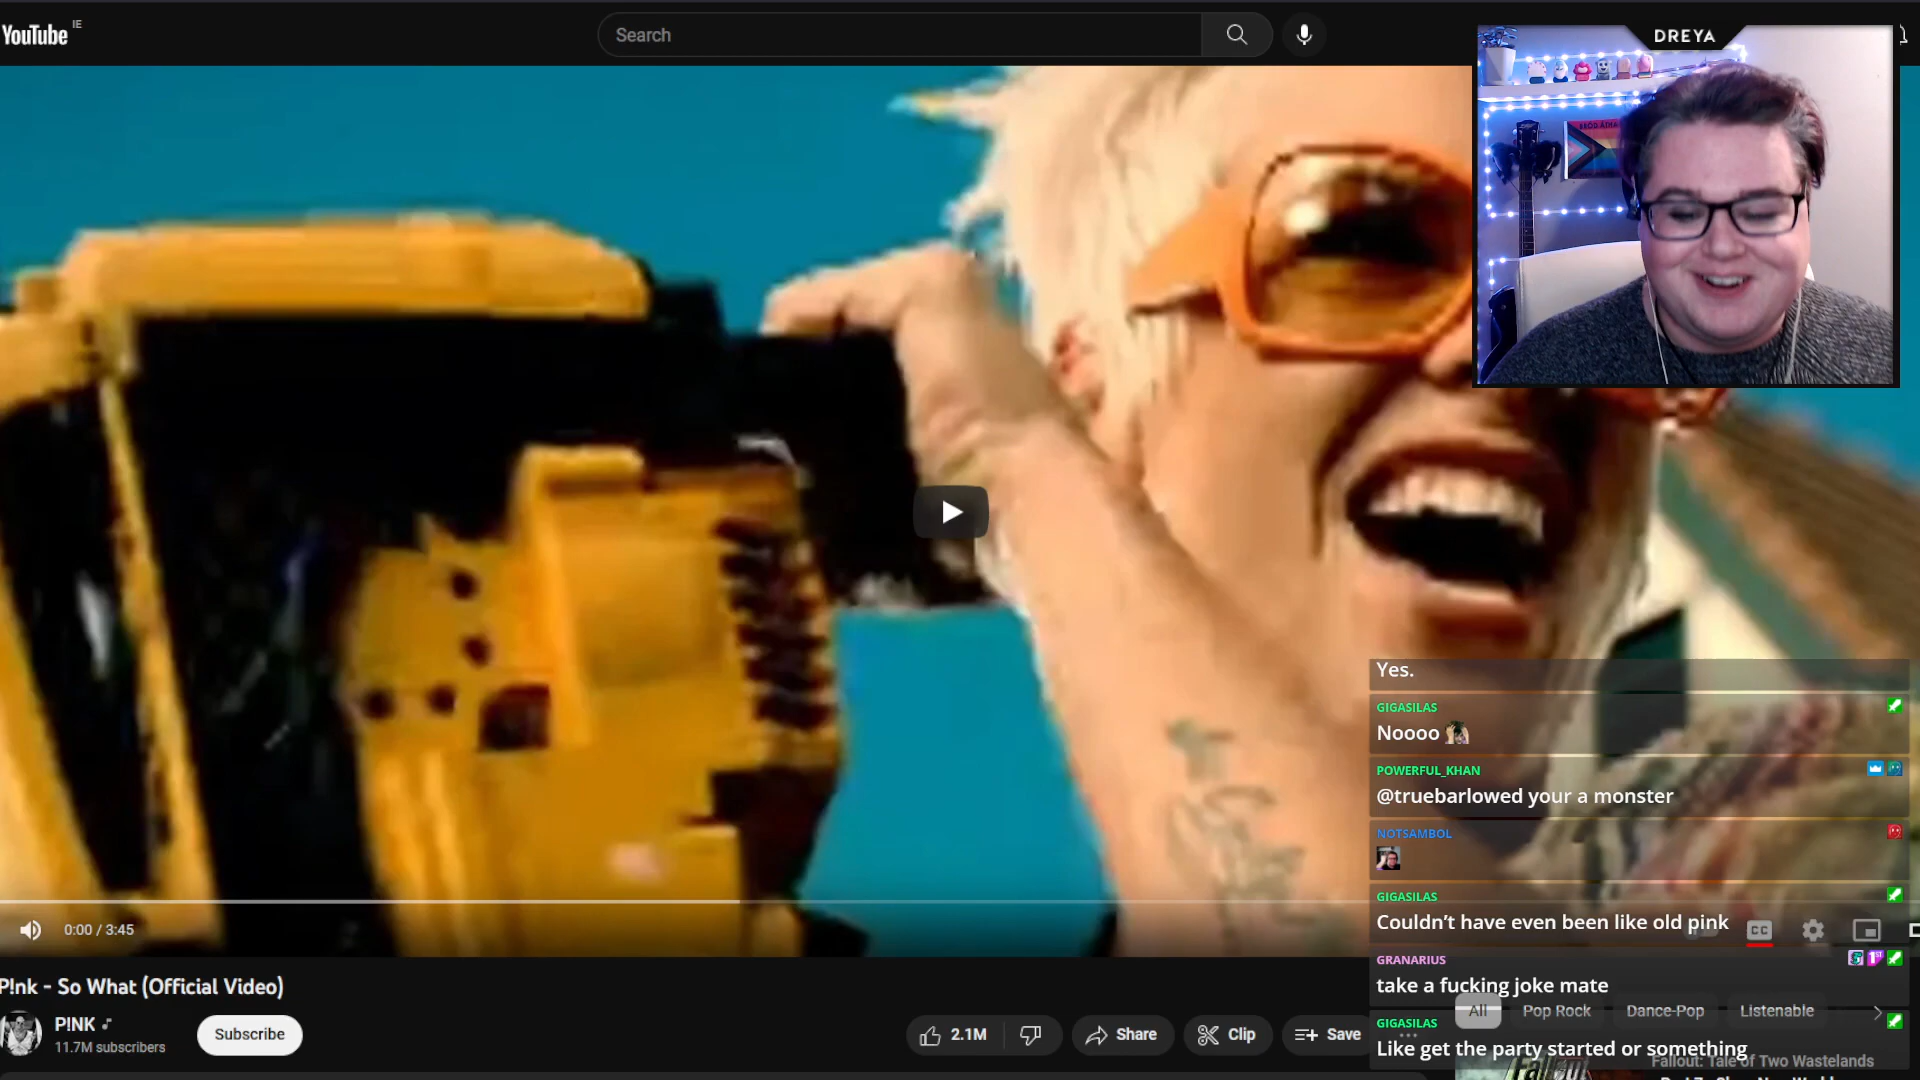 YouTube IE
Search
DREYA
Yes.
GIGASILAS
Noooo
POWERFUL_KHAN
@truebarlowed your a monster
NOTSAMBOL
GIGASILAS
Couldn't have even been like old pink
GRANARIUS
take a fucking joke mate
GIGASILAS
Like get the party started or something
0:00 / 3:45
CC
P!nk - So What (Official Video)
P!NK
11.7M subscribers
Subscribe
2.1M
Share
Clip
Save
All
Pop Rock
Dance-Pop
Listenable
Fallout: Tale of Two Wastelands